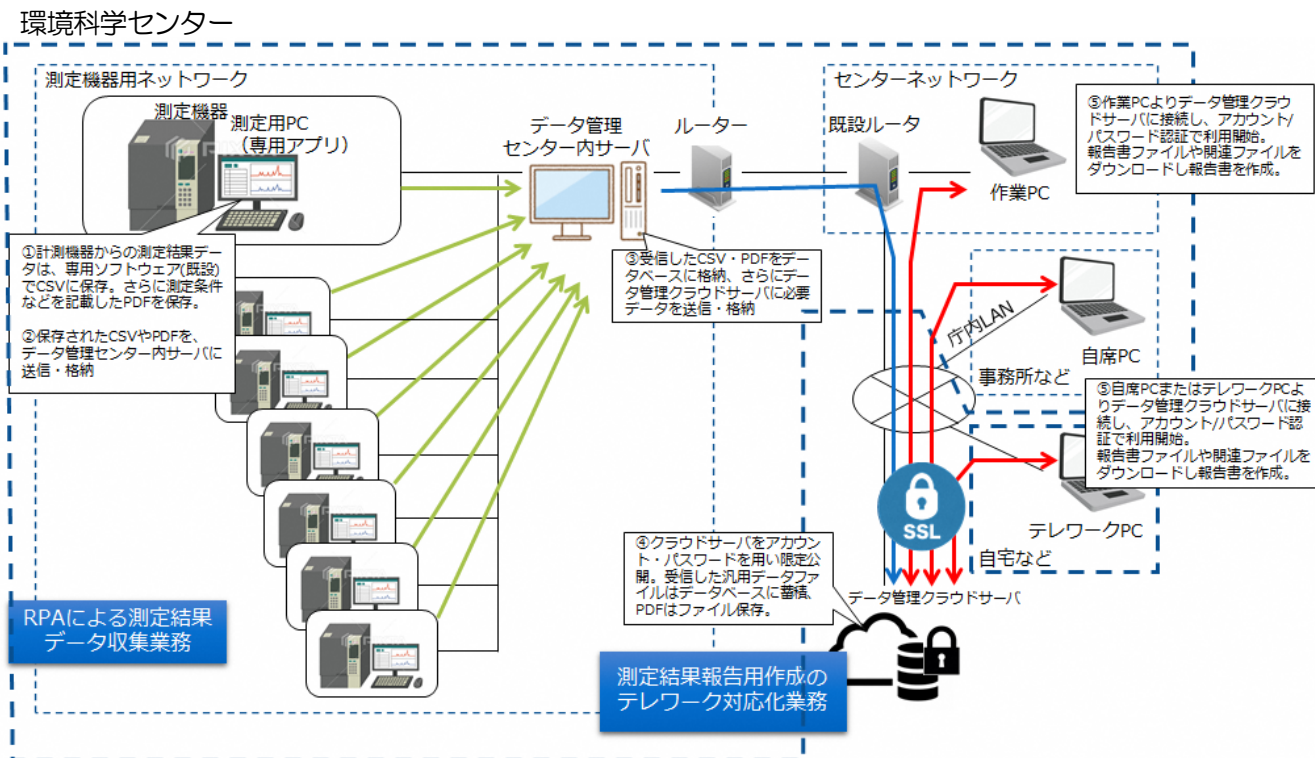 環境科学センター
測定機器用ネットワーク
測定機器
測定用PC
（専用アプリ）
データ管理
センター内サーバ
ルーター
センターネットワーク
既設ルータ
作業PC
⑤作業PCよりデータ管理クラウ
ドサーバに接続し、アカウント/
パスワード認証で利用開始。
報告書ファイルや関連ファイルを
ダウンロードし報告書を作成。
①計測機器からの測定結果デー
タは、専用ソフトウェア(既設)
でCSVに保存。さらに測定条件
などを記載したPDFを保存。
②保存されたCSVやPDFを、
データ管理センター内サーバに
送信・格納
③受信したCSV・PDFをデー
タベースに格納、さらにデー
タ管理クラウドサーバに必要
データを送信・格納
庁内LAN
自席PC
事務所など
⑤自席PCまたはテレワークPCよ
りデータ管理クラウドサーバに接
続し、アカウント/パスワード認
証で利用開始。
報告書ファイルや関連ファイルを
ダウンロードし報告書を作成。
SSL
テレワークPC
自宅など
④クラウドサーバをアカウン
ト・パスワードを用い限定公
開。受信した汎用データファ
イルはデータベースに蓄積、
PDFはファイル保存。
データ管理クラウドサーバ
RPAによる測定結果
データ収集業務
測定結果報告用作成の
テレワーク対応化業務